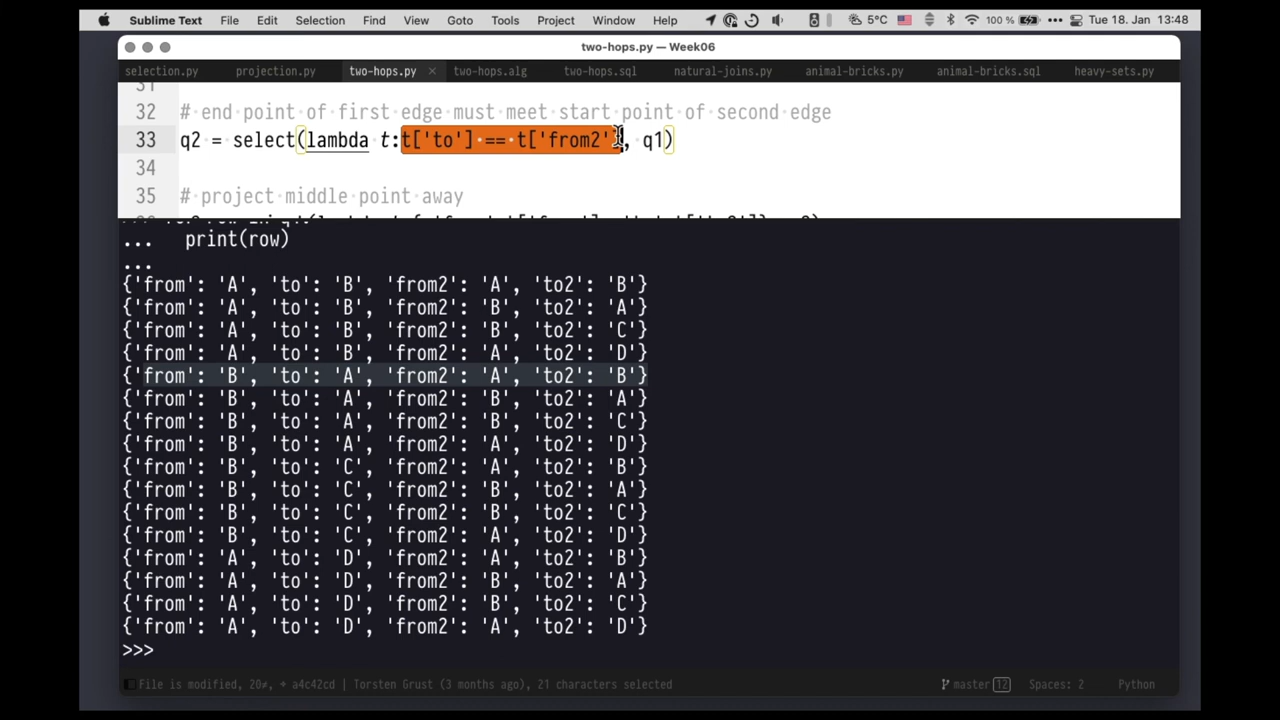 Sublime Text File Edit Selection Find View Goto Tools Project Window Help 5°C 100 % Tue 18. Jan 13:48
two-hops.py — Week06
selection.py projection.py two-hops.py × two-hops.alg two-hops.sql natural-joins.py animal-bricks.py animal-bricks.sql heavy-sets.py
31
32 # end point of first edge must meet start point of second edge
33 q2 = select(lambda t:t['to'] == t['from2'], q1)
34
35 # project middle point away
... print(row)
...
{'from': 'A', 'to': 'B', 'from2': 'A', 'to2': 'B'}
{'from': 'A', 'to': 'B', 'from2': 'B', 'to2': 'A'}
{'from': 'A', 'to': 'B', 'from2': 'B', 'to2': 'C'}
{'from': 'A', 'to': 'B', 'from2': 'A', 'to2': 'D'}
{'from': 'B', 'to': 'A', 'from2': 'A', 'to2': 'B'}
{'from': 'B', 'to': 'A', 'from2': 'B', 'to2': 'A'}
{'from': 'B', 'to': 'A', 'from2': 'B', 'to2': 'C'}
{'from': 'B', 'to': 'A', 'from2': 'A', 'to2': 'D'}
{'from': 'B', 'to': 'C', 'from2': 'A', 'to2': 'B'}
{'from': 'B', 'to': 'C', 'from2': 'B', 'to2': 'A'}
{'from': 'B', 'to': 'C', 'from2': 'B', 'to2': 'C'}
{'from': 'B', 'to': 'C', 'from2': 'A', 'to2': 'D'}
{'from': 'A', 'to': 'D', 'from2': 'A', 'to2': 'B'}
{'from': 'A', 'to': 'D', 'from2': 'B', 'to2': 'A'}
{'from': 'A', 'to': 'D', 'from2': 'B', 'to2': 'C'}
{'from': 'A', 'to': 'D', 'from2': 'A', 'to2': 'D'}
>>>
File is modified, 20≠, ⌖ a4c42cd | Torsten Grust (3 months ago), 21 characters selected master 12 Spaces: 2 Python